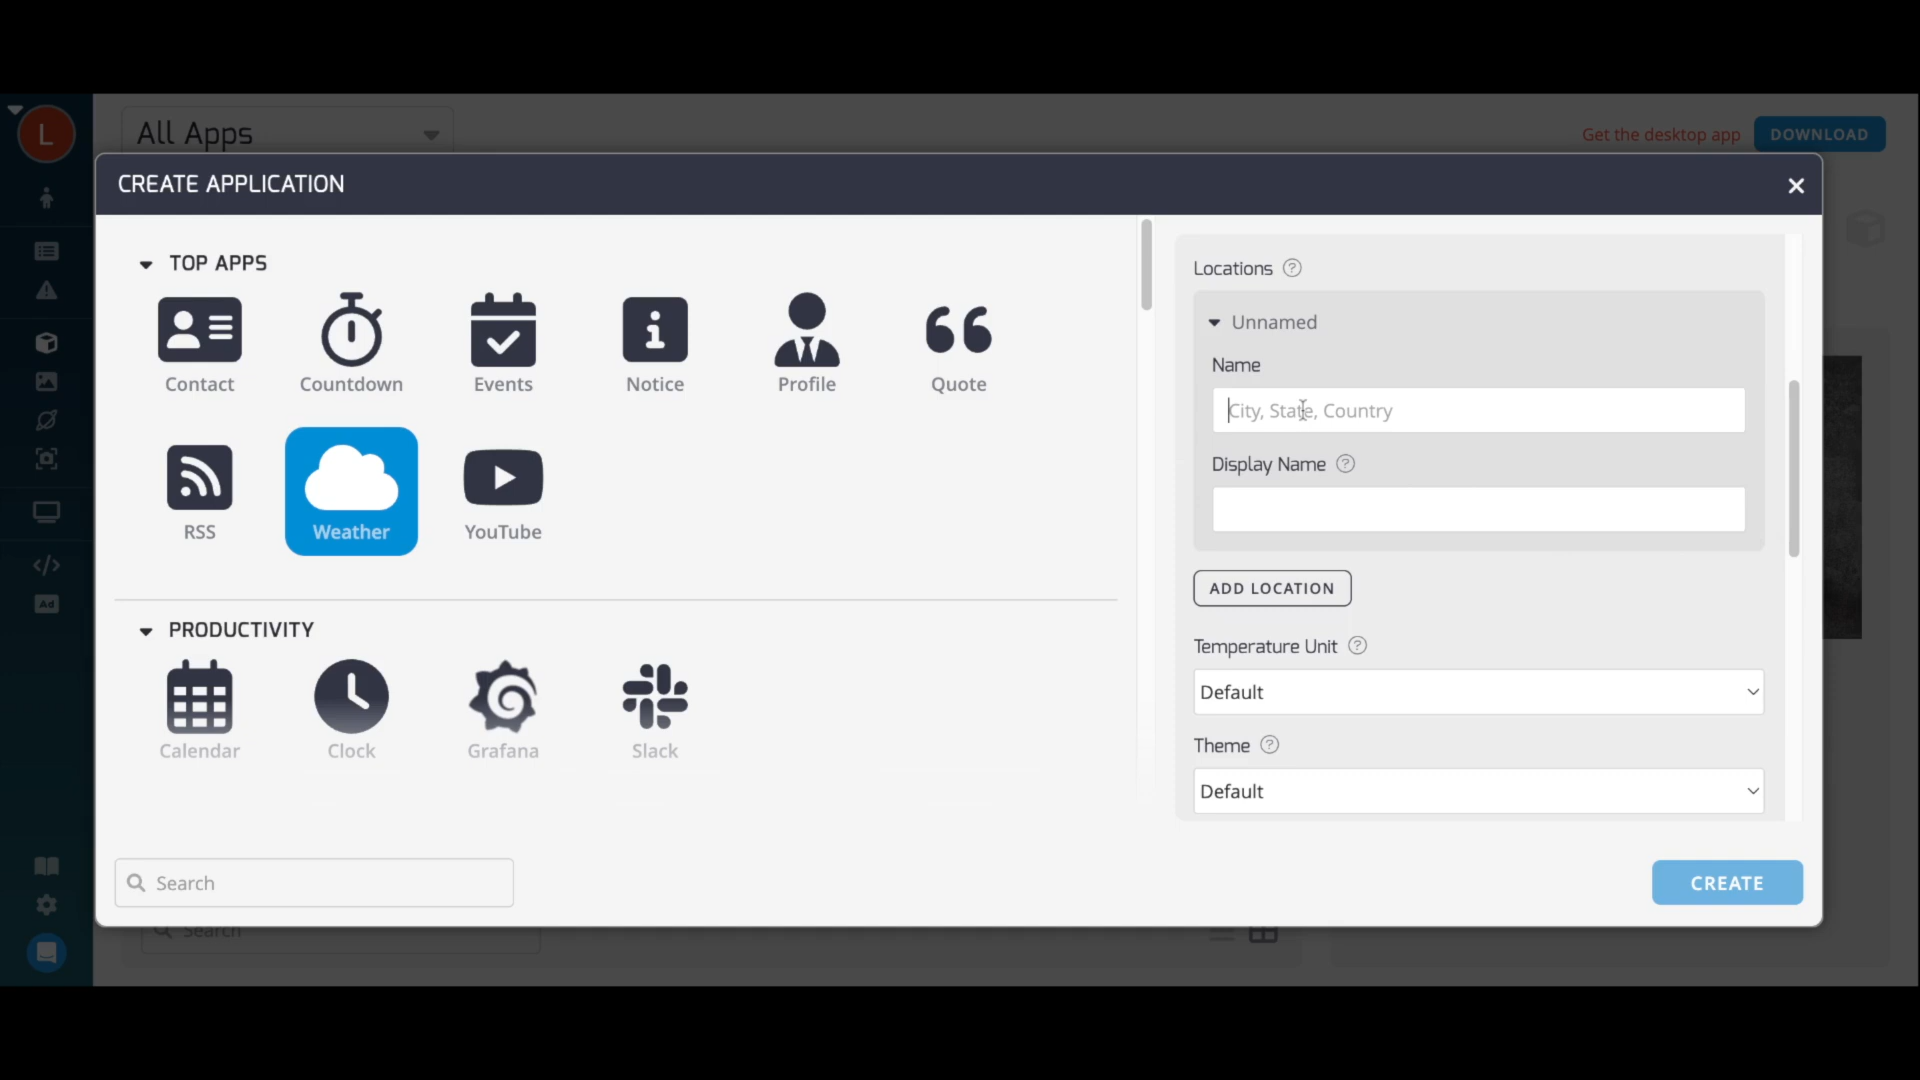 L
All Apps
Get the desktop app
DOWNLOAD
CREATE APPLICATION
TOP APPS
Contact
Countdown
Events
Notice
Profile
Quote
RSS
Weather
YouTube
PRODUCTIVITY
Calendar
Clock
Grafana
Slack
Search
Locations ?
Unnamed
Name
City, State, Country
Display Name ?
ADD LOCATION
Temperature Unit ?
Default
Theme ?
Default
CREATE
Ad
Search